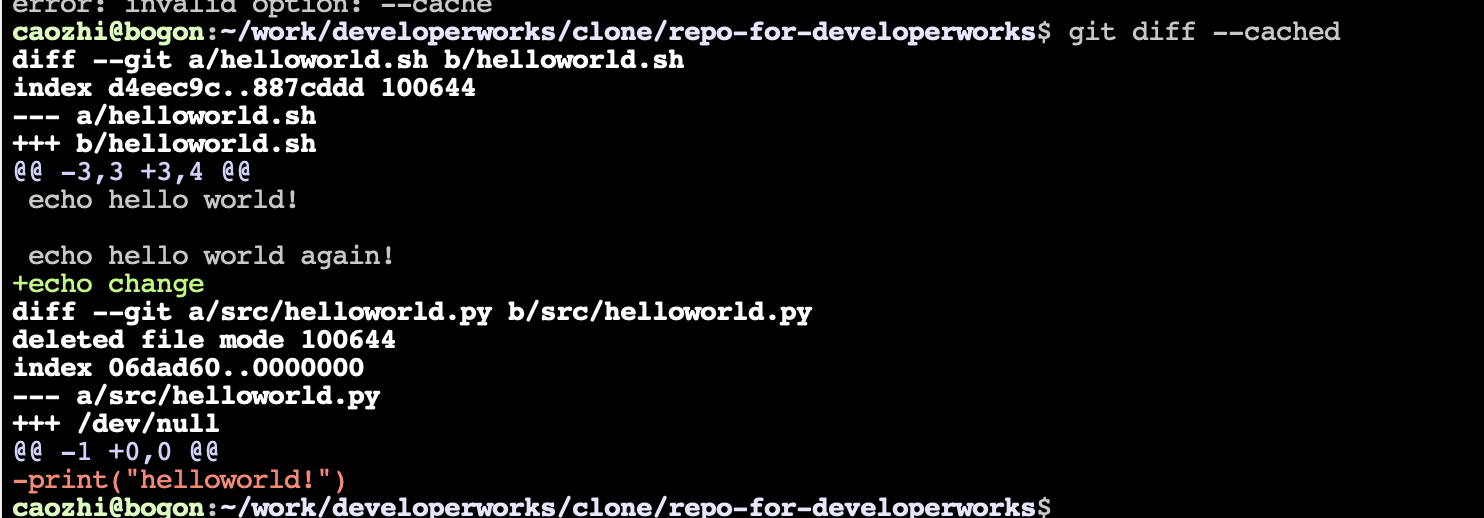 error: invalid option: --cache
caozhi@bogon:~/work/developerworks/clone/repo-for-developerworks$ git diff --cached
diff --git a/helloworld.sh b/helloworld.sh
index d4eec9c..887cddd 100644
--- a/helloworld.sh
+++ b/helloworld.sh
@@ -3,3 +3,4 @@
 echo hello world!

 echo hello world again!
+echo change
diff --git a/src/helloworld.py b/src/helloworld.py
deleted file mode 100644
index 06dad60..0000000
--- a/src/helloworld.py
+++ /dev/null
@@ -1 +0,0 @@
-print("helloworld!")
caozhi@bogon:~/work/developerworks/clone/repo-for-developerworks$